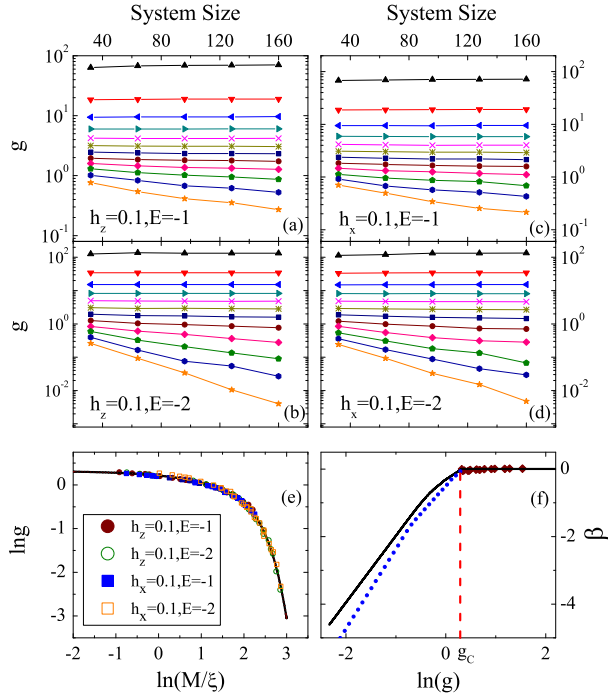 System Size System Size
40 80 120 160 40 80 120 160
10^2 10^2
g 10^1 10^1
10^0 10^0
h_z=0.1,E=-1 (a) h_x=0.1,E=-1 (c)
10^-1 10^-1
10^2 10^2
g 10^0 10^0
10^-2 10^-2
h_z=0.1,E=-2 (b) h_x=0.1,E=-2 (d)
(e) (f)
0.0 0
lng -1 -2 β
-2 -4
-3
h_z=0.1,E=-1
h_z=0.1,E=-2
h_x=0.1,E=-1
h_x=0.1,E=-2
-2 -1 0 1 2 3 4 -2 0 g_C 2
ln(M/ξ) ln(g)